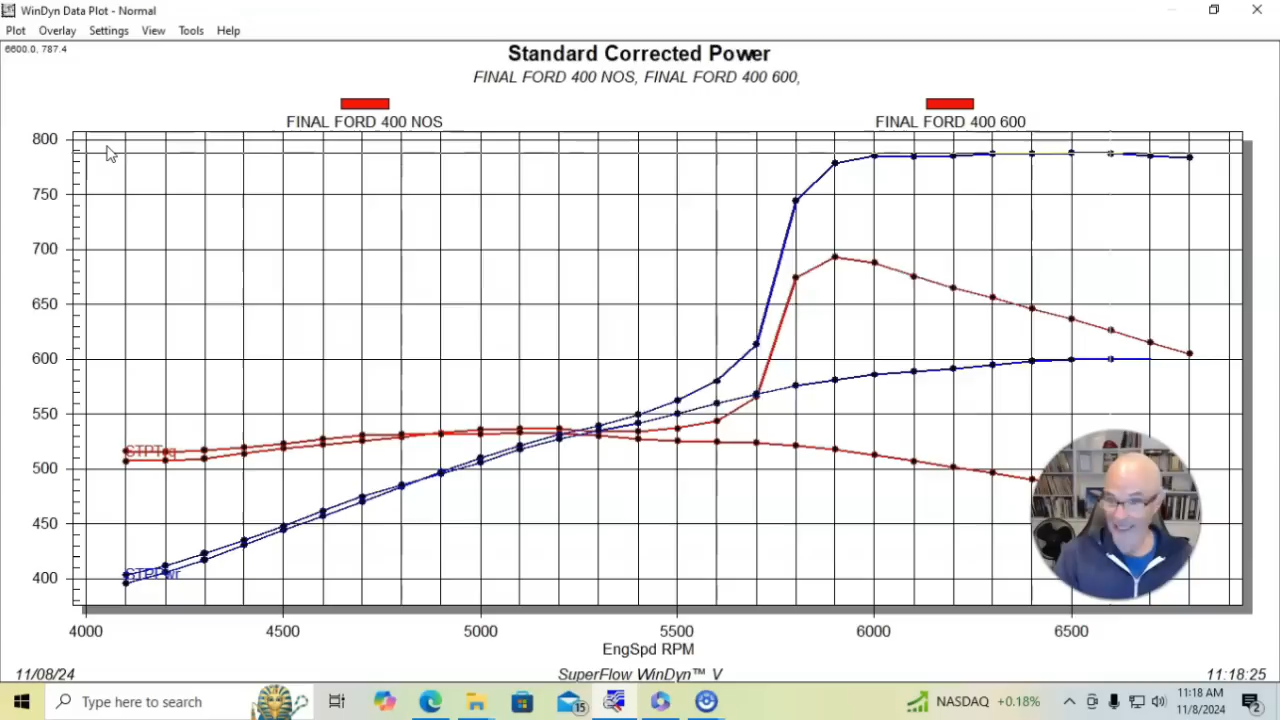 WinDyn Data Plot - Normal
Plot Overlay Settings View Tools Help
6600.0, 787.4
Standard Corrected Power
FINAL FORD 400 NOS, FINAL FORD 400 600,
FINAL FORD 400 NOS
FINAL FORD 400 600
800
750
700
650
600
550
500
450
400
STPTrq
STPPwr
4000 4500 5000 5500 6000 6500
EngSpd RPM
11/08/24
SuperFlow WinDyn™ V
11:18:25
Type here to search
15
NASDAQ +0.18%
11:18 AM
11/8/2024
2